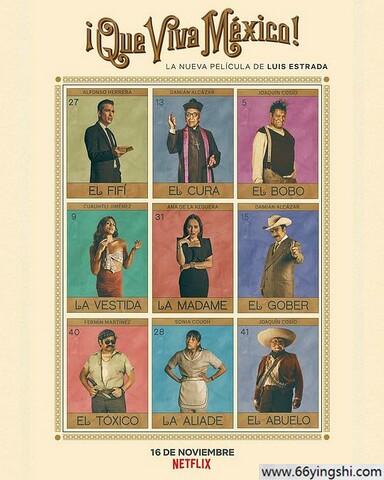 ¡QUE VIVA MÉXICO!
LA NUEVA PELÍCULA DE LUIS ESTRADA
ALFONSO HERRERA
27
EL FIFÍ
DAMIÁN ALCÁZAR
13
EL CURA
JOAQUÍN COSÍO
5
EL BOBO
CUAUHTLI JIMÉNEZ
9
LA VESTIDA
ANA DE LA REGUERA
31
LA MADAME
DAMIÁN ALCÁZAR
15
EL GOBER
FERMÍN MARTÍNEZ
40
EL TÓXICO
SONIA COUOH
28
LA ALIADE
JOAQUÍN COSÍO
41
EL ABUELO
16 DE NOVIEMBRE
NETFLIX
www.66yingshi.com